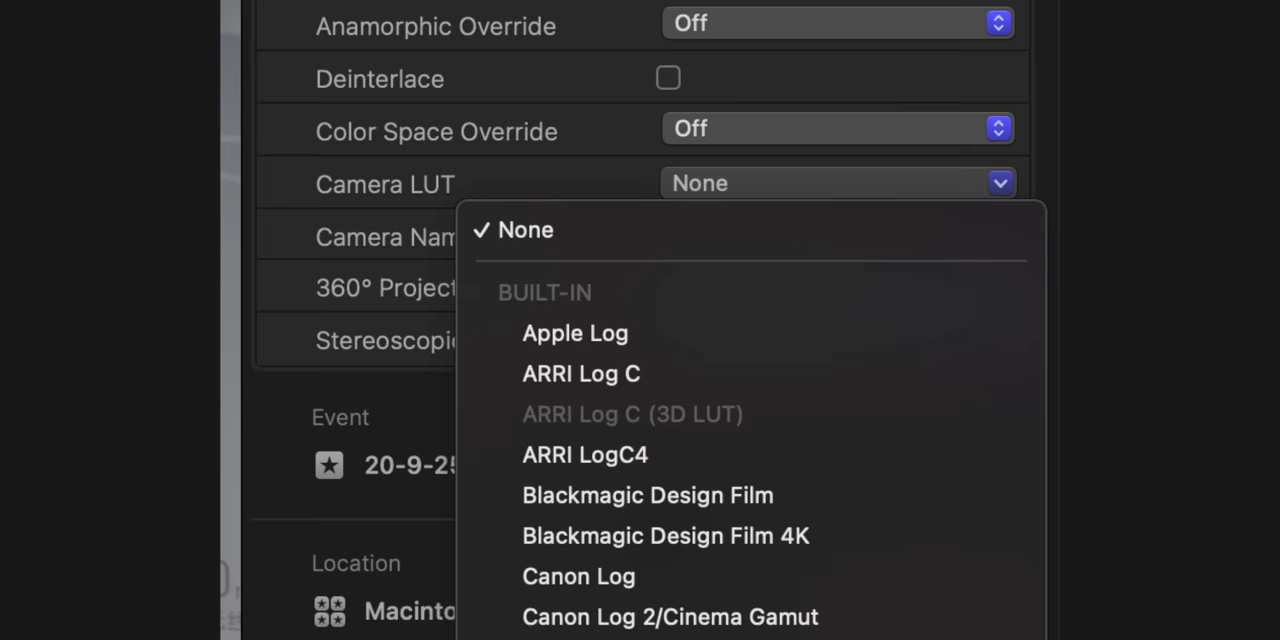 Anamorphic Override Off
Deinterlace
Color Space Override Off
Camera LUT None
Camera Nam
✓ None
360° Project
BUILT-IN
Stereoscopi
Apple Log
ARRI Log C
ARRI Log C (3D LUT)
Event
ARRI LogC4
20-9-25
Blackmagic Design Film
Blackmagic Design Film 4K
Location
Canon Log
Macinto
Canon Log 2/Cinema Gamut